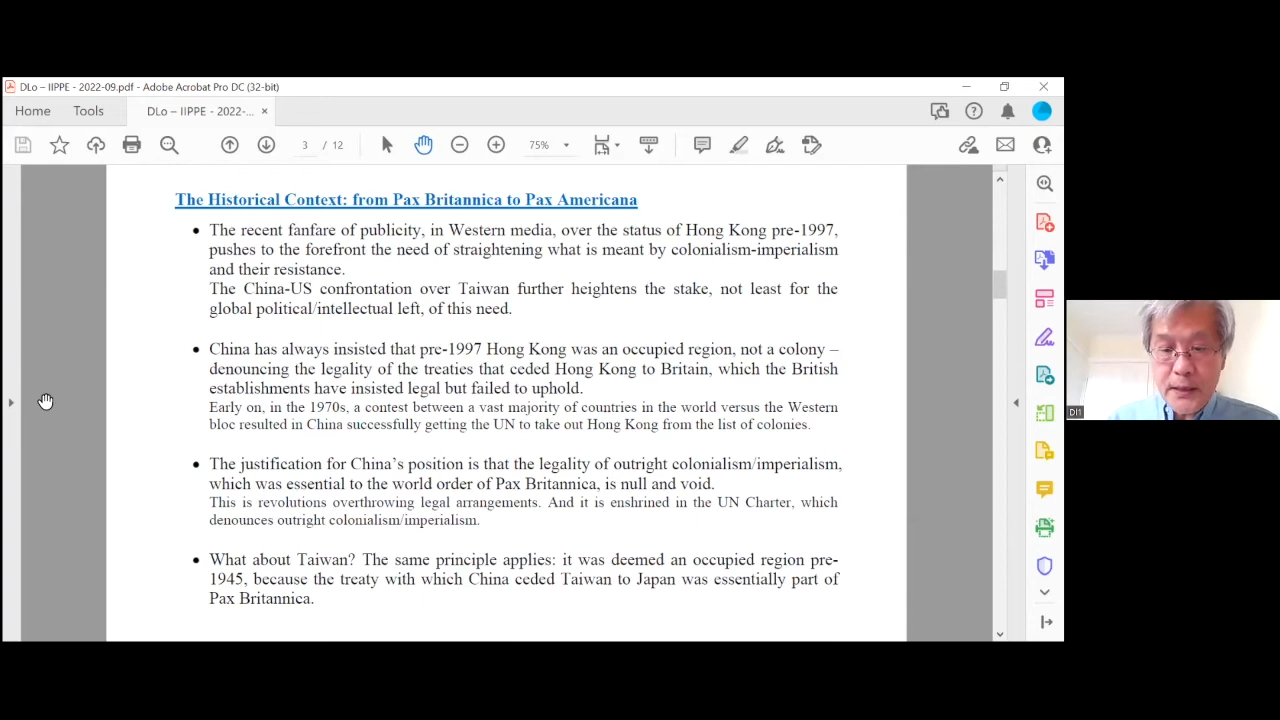 DLo – IIPPE - 2022-09.pdf - Adobe Acrobat Pro DC (32-bit)
Home Tools DLo – IIPPE - 2022-... ×
3 / 12 75%
The Historical Context: from Pax Britannica to Pax Americana
• The recent fanfare of publicity, in Western media, over the status of Hong Kong pre-1997,
pushes to the forefront the need of straightening what is meant by colonialism-imperialism
and their resistance.
The China-US confrontation over Taiwan further heightens the stake, not least for the
global political/intellectual left, of this need.
• China has always insisted that pre-1997 Hong Kong was an occupied region, not a colony –
denouncing the legality of the treaties that ceded Hong Kong to Britain, which the British
establishments have insisted legal but failed to uphold.
Early on, in the 1970s, a contest between a vast majority of countries in the world versus the Western
bloc resulted in China successfully getting the UN to take out Hong Kong from the list of colonies.
• The justification for China's position is that the legality of outright colonialism/imperialism,
which was essential to the world order of Pax Britannica, is null and void.
This is revolutions overthrowing legal arrangements. And it is enshrined in the UN Charter, which
denounces outright colonialism/imperialism.
• What about Taiwan? The same principle applies: it was deemed an occupied region pre-
1945, because the treaty with which China ceded Taiwan to Japan was essentially part of
Pax Britannica.